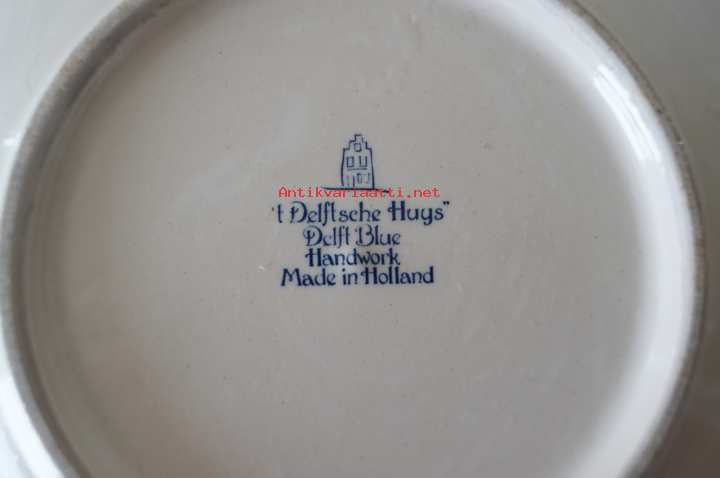 Antikvariaatti.net
't Delftsche Huys"
Delft Blue
Handwork
Made in Holland